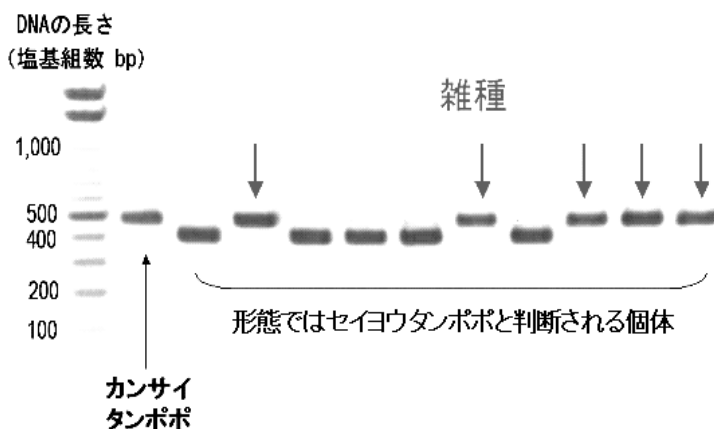 DNAの長さ
(塩基組数 bp)
雑種
1,000
500
400
200
100
形態ではセイヨウタンポポと判断される個体
カンサイ
タンポポ